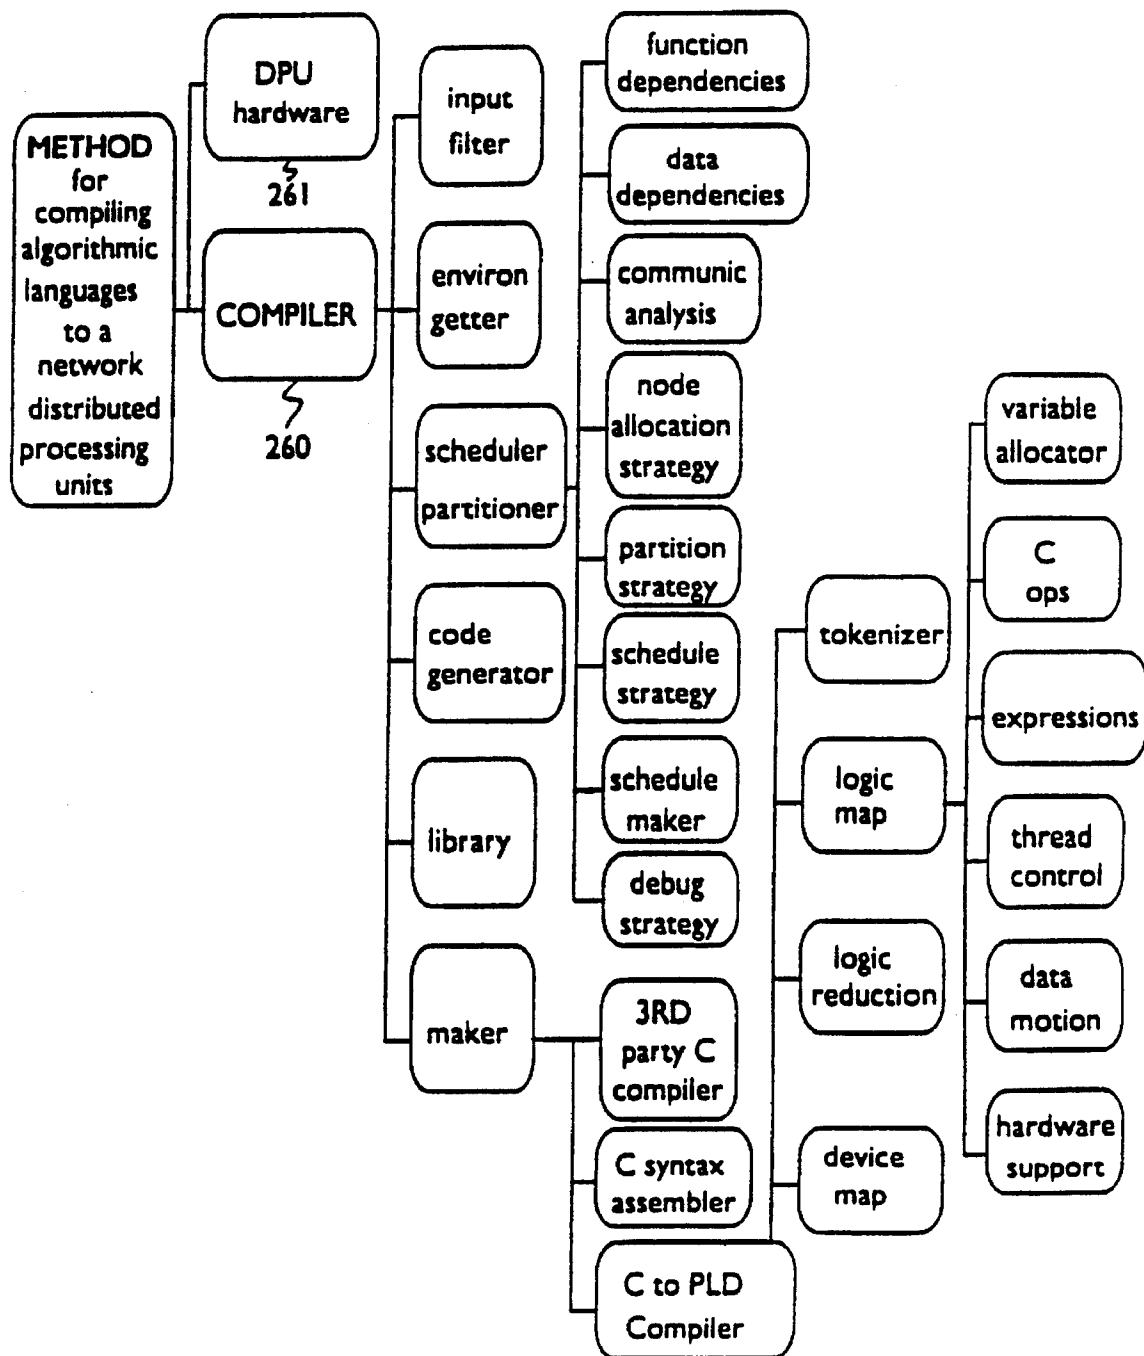 METHOD
for
compiling
algorithmic
languages
to a
network
distributed
processing
units
DPU
hardware
261
COMPILER
260
input
filter
environ
getter
scheduler
partitioner
code
generator
library
maker
function
dependencies
data
dependencies
communic
analysis
node
allocation
strategy
partition
strategy
schedule
strategy
schedule
maker
debug
strategy
3RD
party C
compiler
C syntax
assembler
C to PLD
Compiler
tokenizer
logic
map
logic
reduction
device
map
variable
allocator
C
ops
expressions
thread
control
data
motion
hardware
support